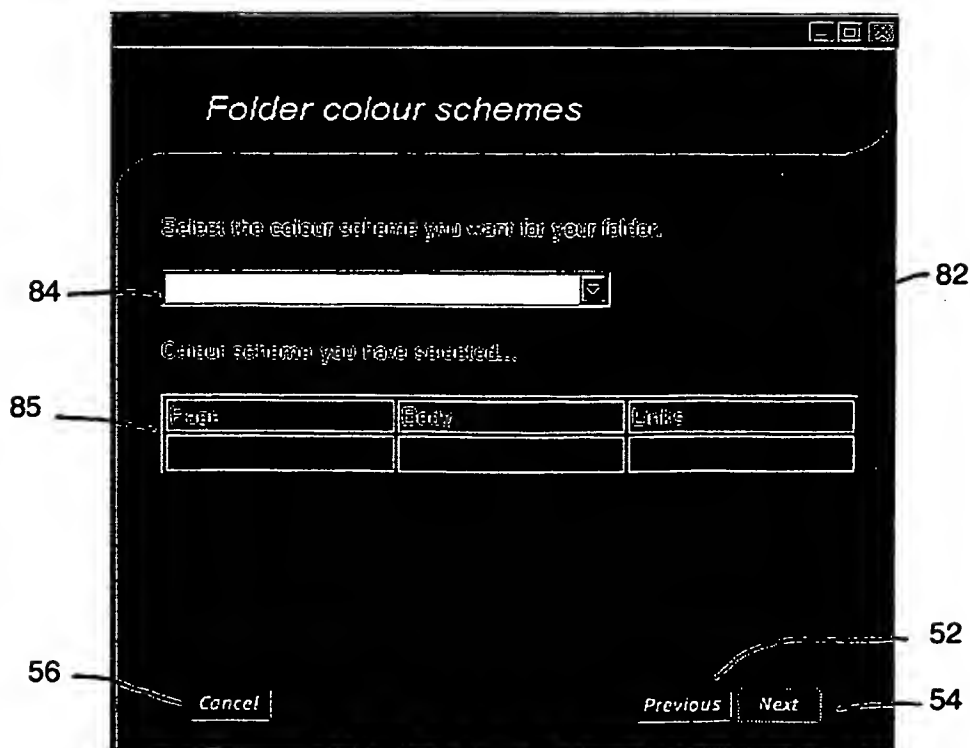 Folder colour schemes
Select the colour scheme you want for your folder.
84
82
Colour scheme you have selected...
85
Page Body Links
52
56
Cancel Previous Next 54